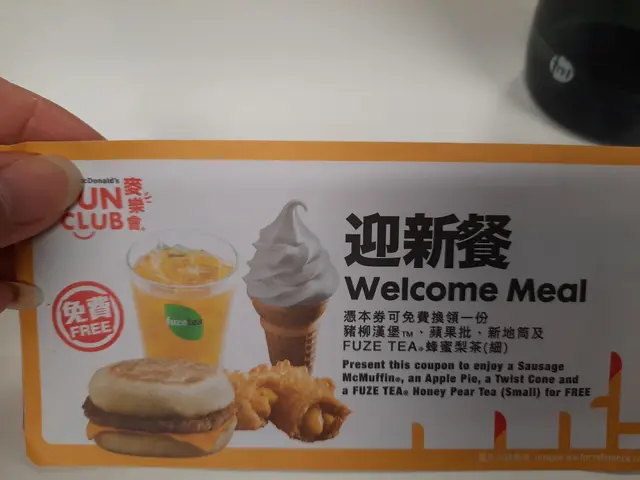 McDonald's
FUN
CLUB
麥樂會
免費
FREE
fuze tea
迎新餐
Welcome Meal
憑本券可免費換領一份
豬柳漢堡™、蘋果批、新地筒及
FUZE TEA®蜂蜜梨茶(細)
Present this coupon to enjoy a Sausage
McMuffin®, an Apple Pie, a Twist Cone and
a FUZE TEA® Honey Pear Tea (Small) for FREE